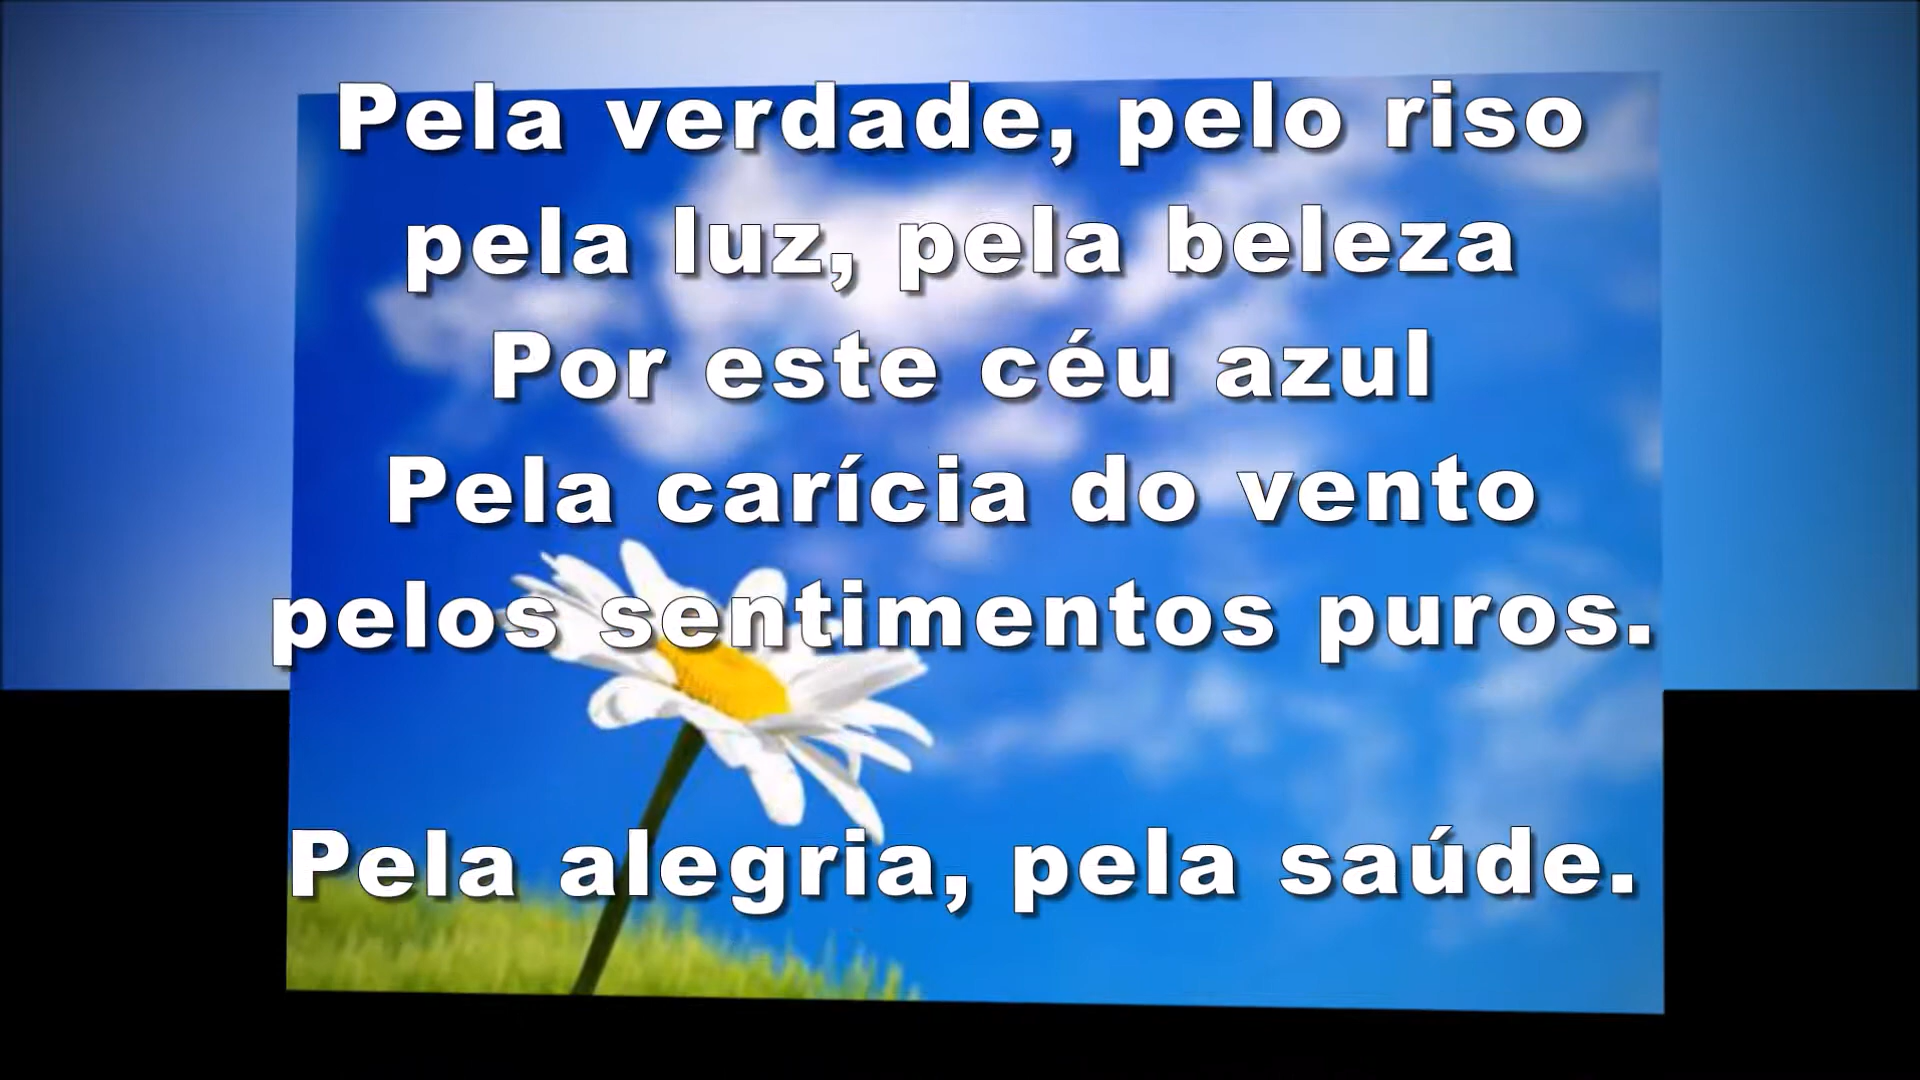 Pela verdade, pelo riso
pela luz, pela beleza
Por este céu azul
Pela carícia do vento
pelos sentimentos puros.
Pela alegria, pela saúde.